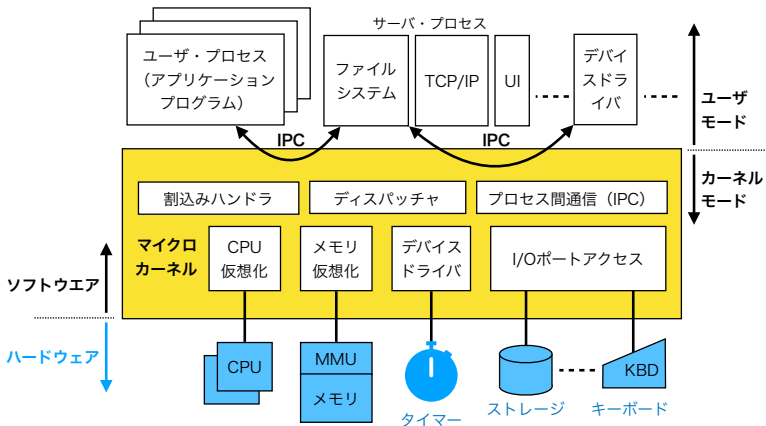 サーバ・プロセス
ユーザ・プロセス
（アプリケーション
プログラム）
ファイル
システム
TCP/IP
UI
デバイ
スドラ
イバ
ユーザ
モード
IPC
IPC
カーネル
モード
割込みハンドラ
ディスパッチャ
プロセス間通信（IPC）
マイクロ
カーネル
CPU
仮想化
メモリ
仮想化
デバイス
ドライバ
I/Oポートアクセス
ソフトウエア
ハードウェア
CPU
MMU
メモリ
タイマー
ストレージ
KBD
キーボード